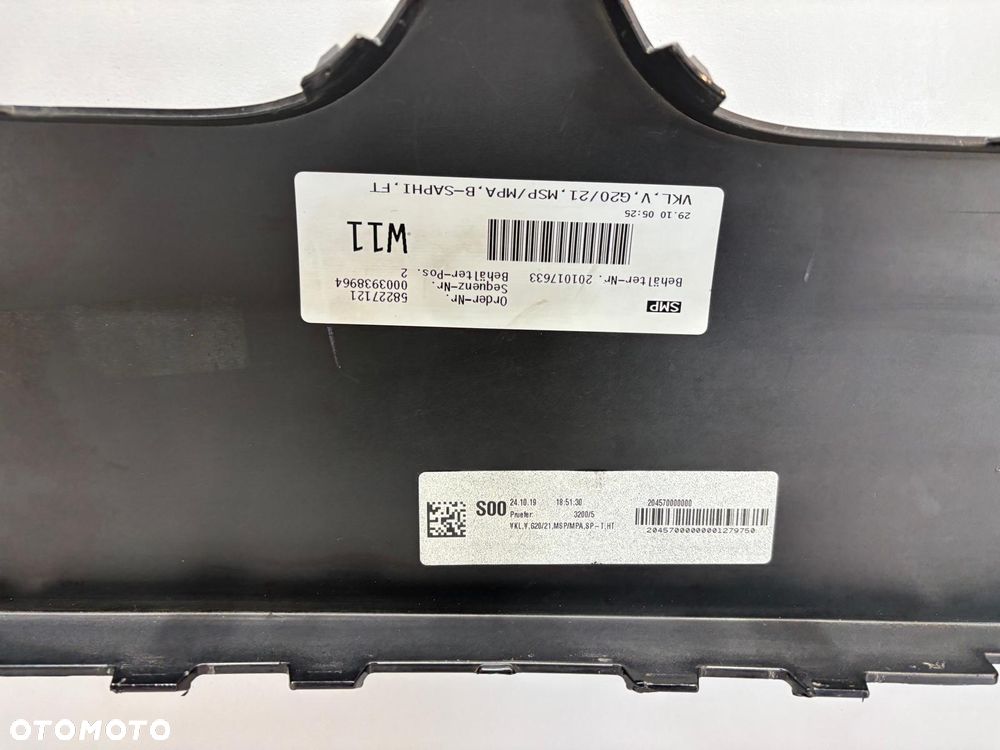 VKL,V,G20/21,MSP/MPA,B-SAPHI,FT
29.10 05:25
W11
Behälter-Nr. 201017633
Behälter-Pos. 2
Sequenz-Nr. 0003938964
Order-Nr. 58227121
SMP
S00 24.10.19 18:51:30 204570000000
Pruefer: 3200/5
VKL,V,G20/21,MSP/MPA,SP-T,HT 20457000000001279750
OTOMOTO